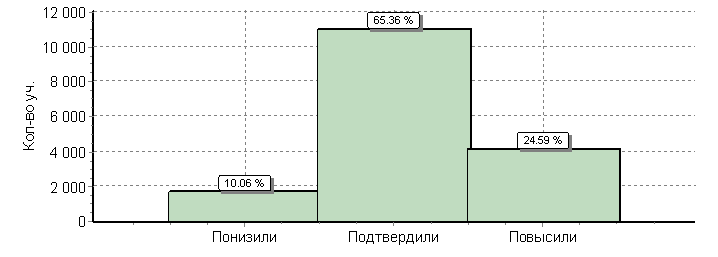 Кол-во уч.
12 000
10 000
8 000
6 000
4 000
2 000
0
65.36 %
24.59 %
10.06 %
Понизили
Подтвердили
Повысили